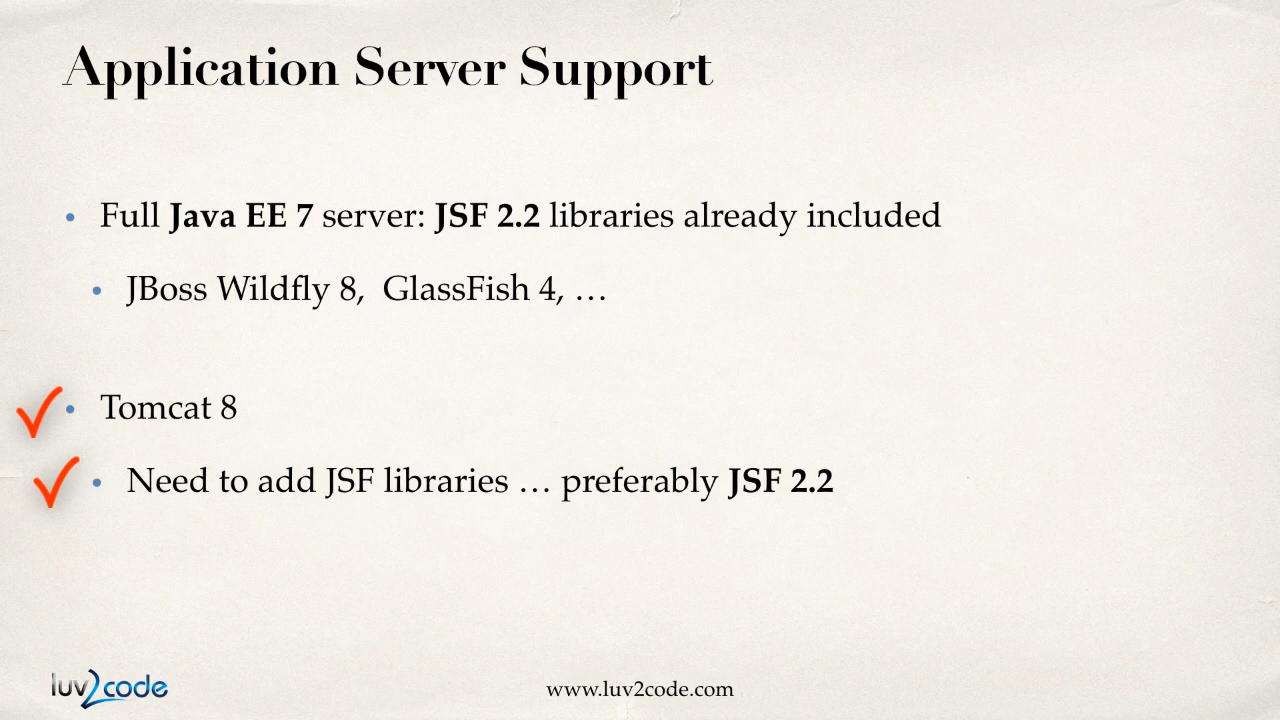 Application Server Support
• Full Java EE 7 server: JSF 2.2 libraries already included
• JBoss Wildfly 8,  GlassFish 4, …
• Tomcat 8
• Need to add JSF libraries … preferably JSF 2.2
luv2code
www.luv2code.com